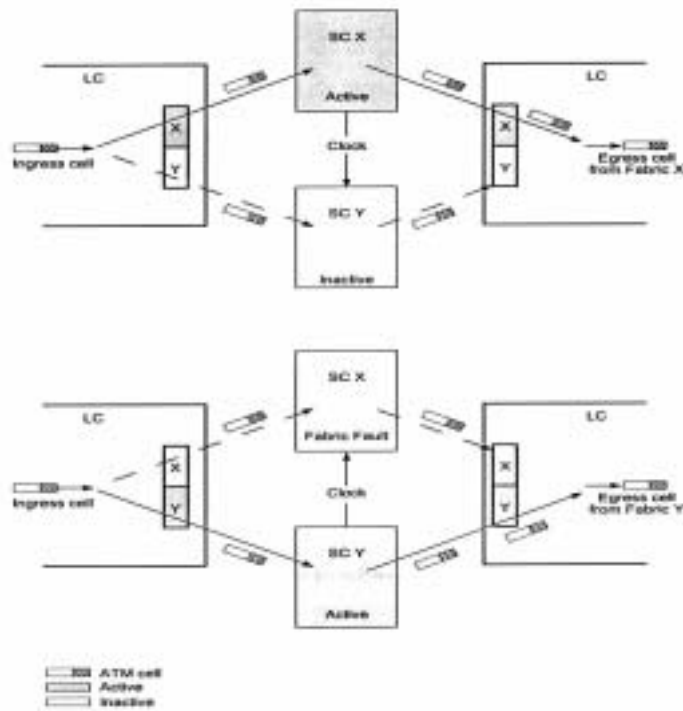 SC X
LC
LC
Active
X
X
Ingress cell
Clock
Egress cell
from Fabric X
Y
Y
SC Y
Inactive
SC X
LC
LC
Fabric Fault
X
X
Ingress cell
Clock
Egress cell
from Fabric Y
Y
Y
SC Y
Active
ATM cell
Active
Inactive